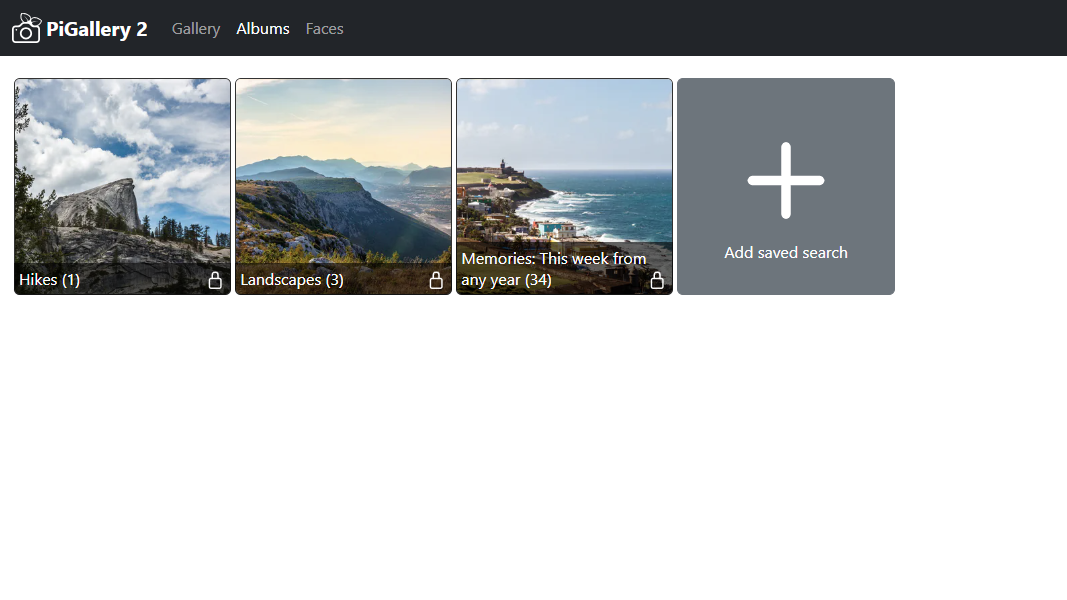 PiGallery 2 Gallery Albums Faces
Hikes (1)
Landscapes (3)
Memories: This week from
any year (34)
Add saved search